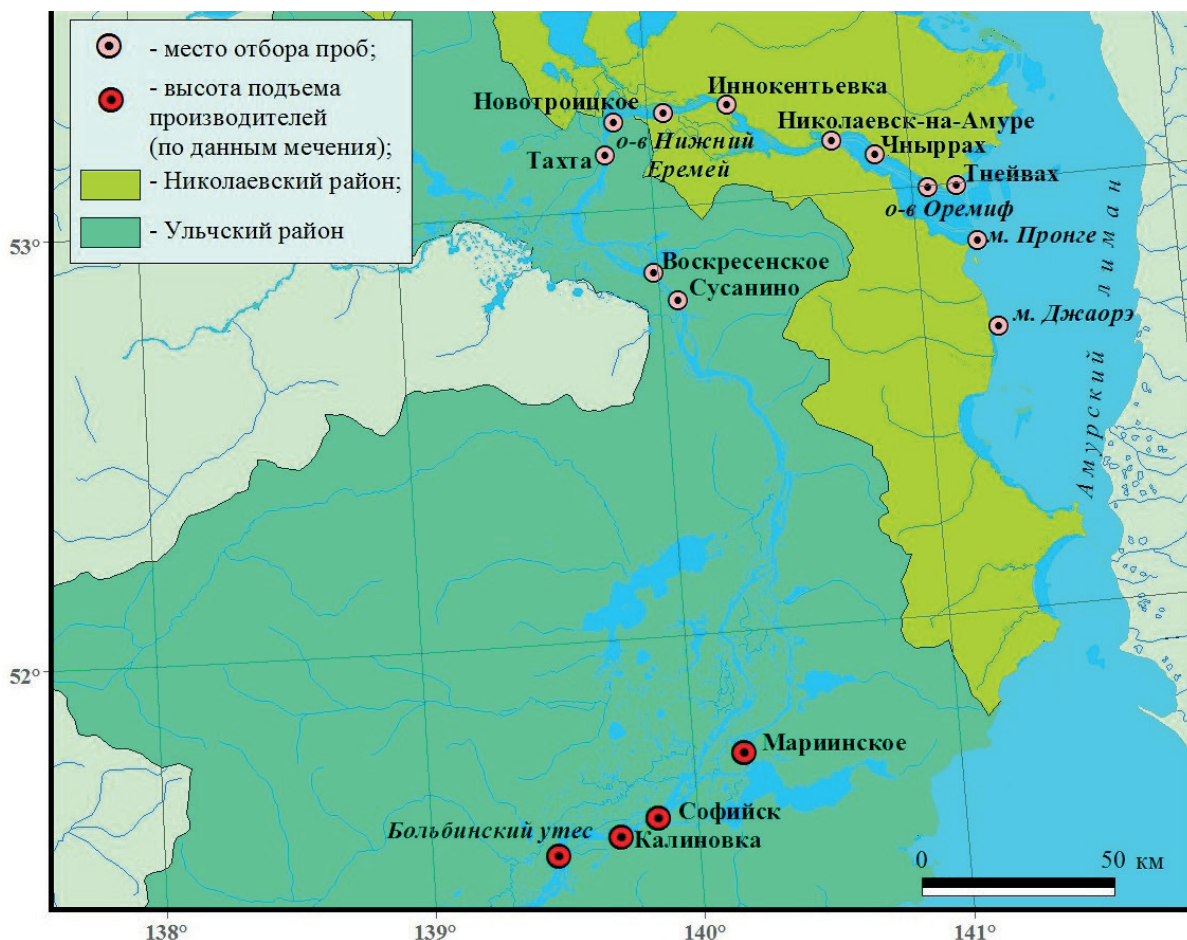 - место отбора проб;
- высота подъема
производителей
(по данным мечения);
- Николаевский район;
- Ульчский район
Новотроицкое
Иннокентьевка
о-в Нижний
Еремей
Тахта
Николаевск-на-Амуре
Чныррах
Тнейвах
о-в Оремиф
м. Пронге
м. Джаорэ
Воскресенское
Сусанино
Амурский лиман
Мариинское
Софийск
Калиновка
Больбинский утес
53°
52°
0 50 км
138° 139° 140° 141°